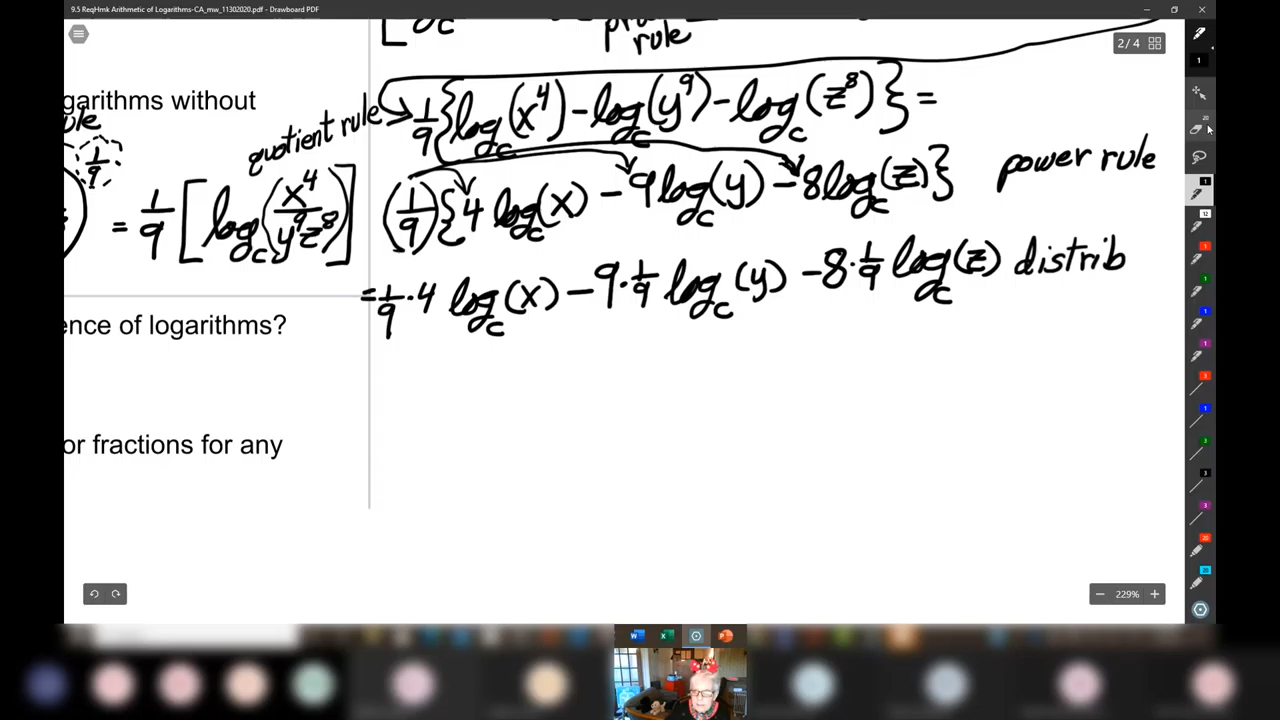 9.5 ReqHmk Arithmetic of Logarithms-CA_mw_11302020.pdf - Drawboard PDF
rule
2/4
garithms without
quotient rule
1/9{log_c(x^4) - log_c(y^9) - log_c(z^8)} =
1/9
= 1/9 [log_c(x^4/y^9z^8)]
(1/9){4 log_c(x) - 9 log_c(y) - 8 log_c(z)} power rule
= 1/9 · 4 log_c(x) - 9 · 1/9 log_c(y) - 8 · 1/9 log_c(z) distrib
ence of logarithms?
or fractions for any
229%